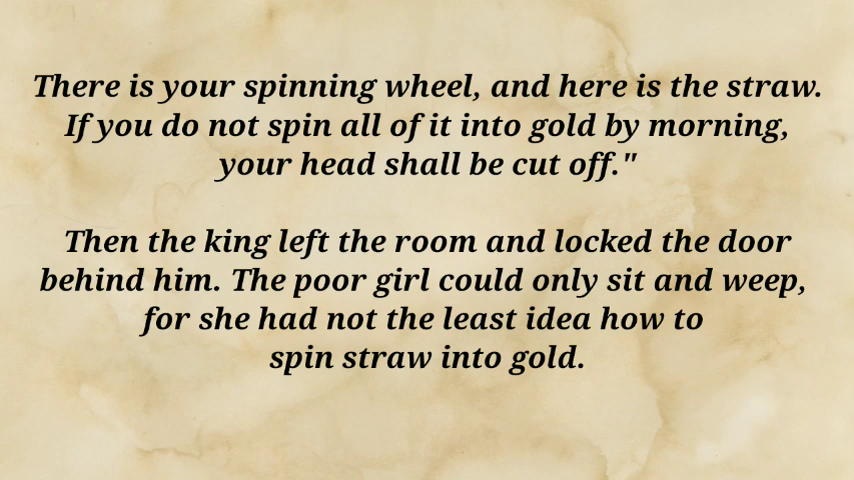 There is your spinning wheel, and here is the straw.
If you do not spin all of it into gold by morning,
your head shall be cut off."
Then the king left the room and locked the door
behind him. The poor girl could only sit and weep,
for she had not the least idea how to
spin straw into gold.